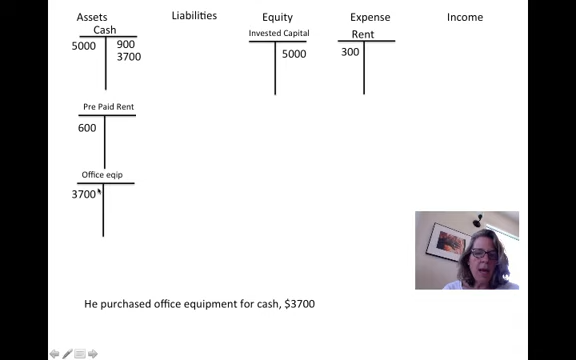 Assets
Liabilities
Equity
Expense
Income
Cash
5000
900
3700
Invested Capital
5000
Rent
300
Pre Paid Rent
600
Office eqip
3700
He purchased office equipment for cash, $3700